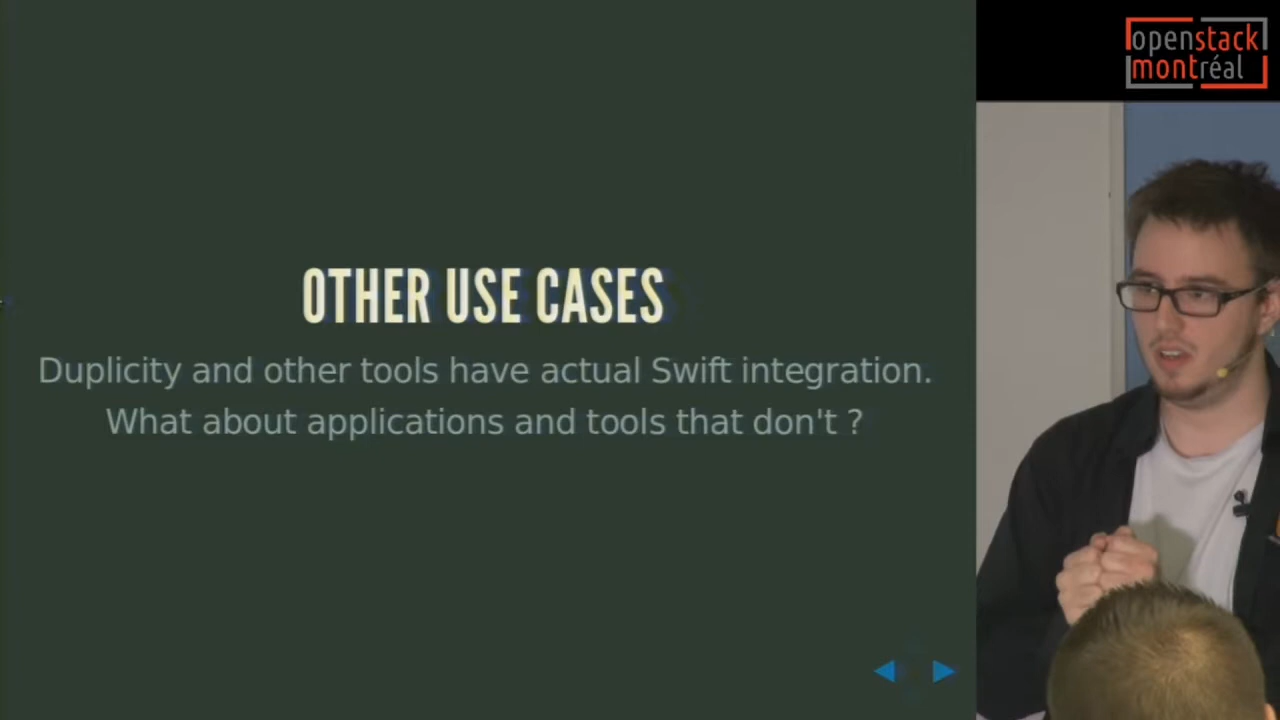 openstack
montréal
OTHER USE CASES
Duplicity and other tools have actual Swift integration.
What about applications and tools that don't ?